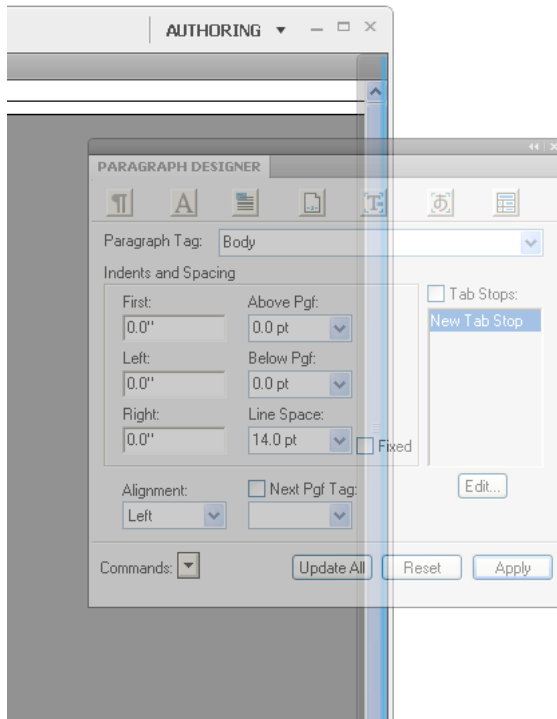 AUTHORING
PARAGRAPH DESIGNER
Paragraph Tag: Body
Indents and Spacing
First: Above Pgf: Tab Stops:
0.0" 0.0 pt New Tab Stop
Left: Below Pgf:
0.0" 0.0 pt
Right: Line Space:
0.0" 14.0 pt Fixed
Alignment: Next Pgf Tag: Edit...
Left
Commands: Update All Reset Apply